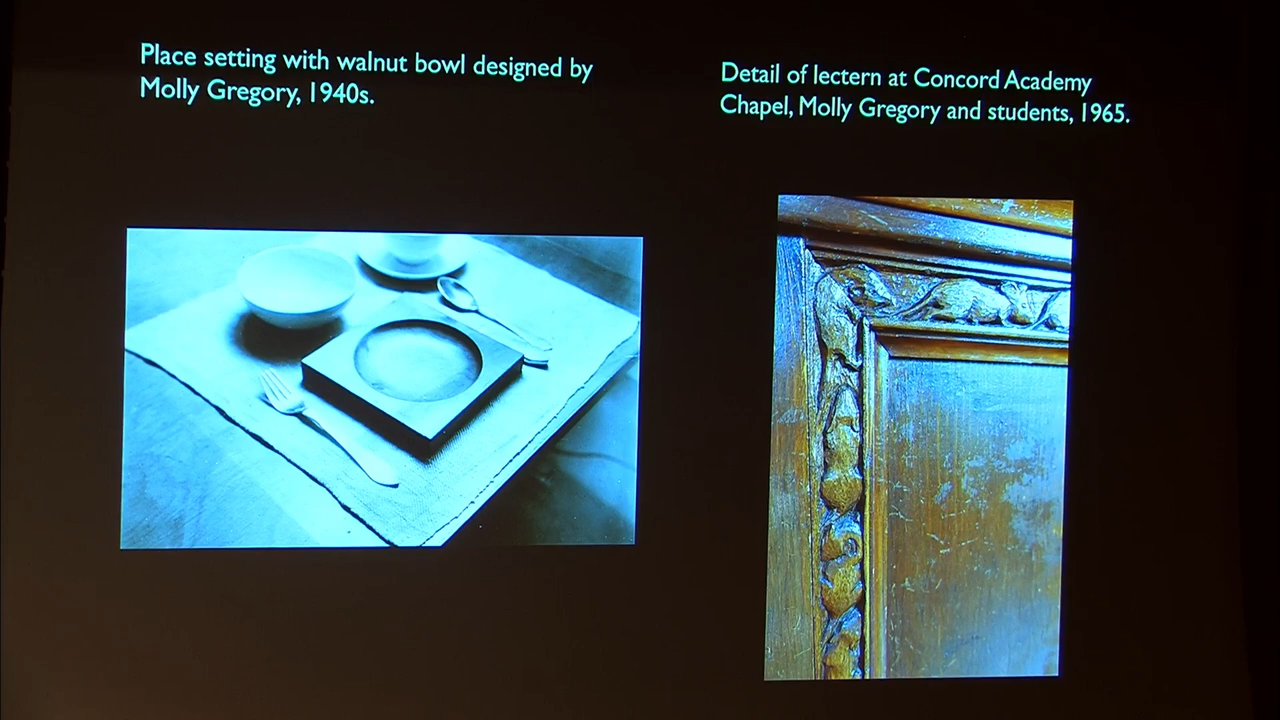 Place setting with walnut bowl designed by
Molly Gregory, 1940s.
Detail of lectern at Concord Academy
Chapel, Molly Gregory and students, 1965.